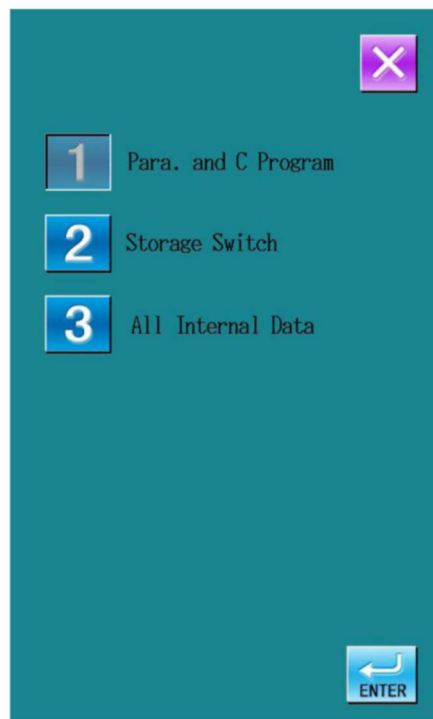 1 Para. and C Program
2 Storage Switch
3 All Internal Data
ENTER